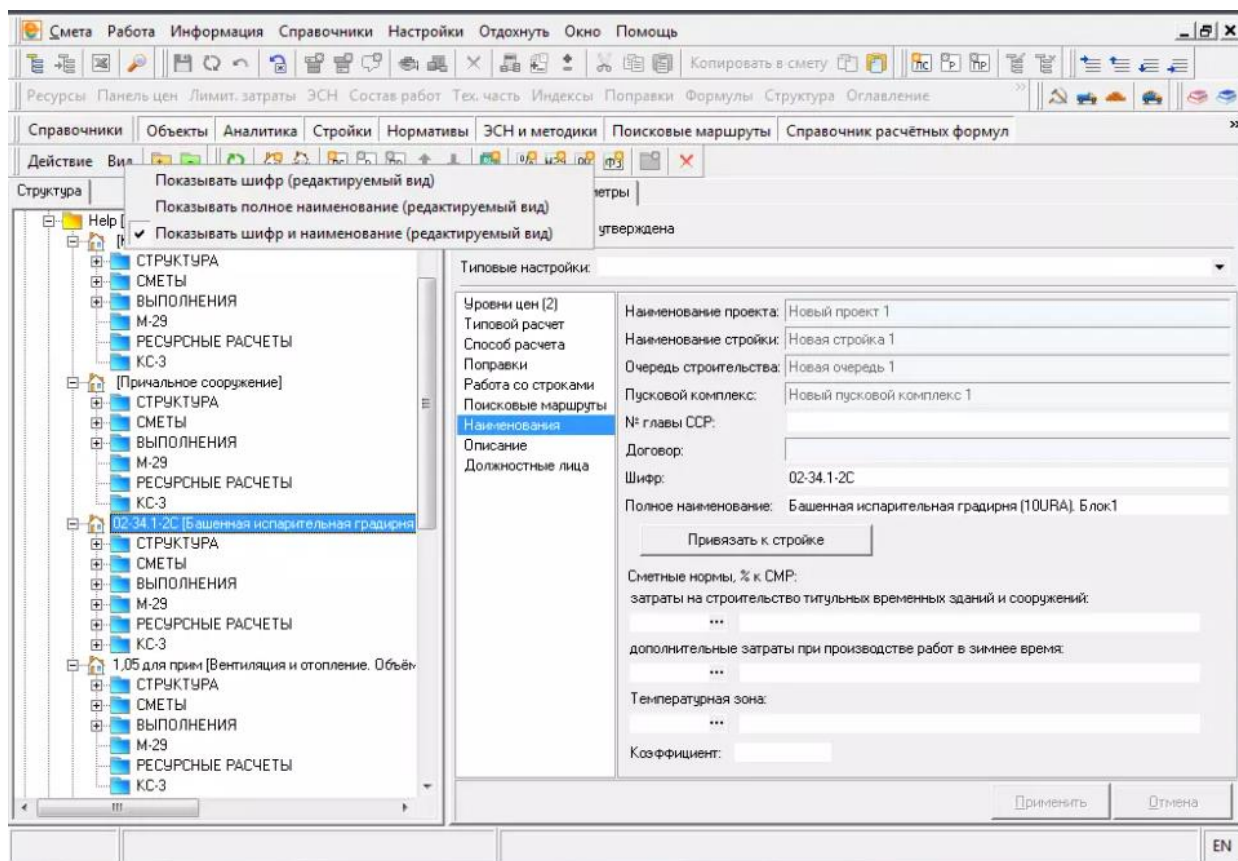 Смета Работа Информация Справочники Настройки Отдохнуть Окно Помощь
Копировать в смету
Ресурсы Панель цен Лимит. затраты ЭСН Состав работ Тех. часть Индексы Поправки Формулы Структура Оглавление
Справочники Объекты Аналитика Стройки Нормативы ЭСН и методики Поисковые маршруты Справочник расчётных формул
Действие Вид
Структура
Показывать шифр (редактируемый вид)
Показывать полное наименование (редактируемый вид)
Показывать шифр и наименование (редактируемый вид)
Help [
СТРУКТУРА
СМЕТЫ
ВЫПОЛНЕНИЯ
М-29
РЕСУРСНЫЕ РАСЧЕТЫ
КС-3
[Причальное сооружение]
СТРУКТУРА
СМЕТЫ
ВЫПОЛНЕНИЯ
М-29
РЕСУРСНЫЕ РАСЧЕТЫ
КС-3
02-34.1-2С [Башенная испарительная градирня
СТРУКТУРА
СМЕТЫ
ВЫПОЛНЕНИЯ
М-29
РЕСУРСНЫЕ РАСЧЕТЫ
КС-3
1,05 для прим [Вентиляция и отопление. Объём
СТРУКТУРА
СМЕТЫ
ВЫПОЛНЕНИЯ
М-29
РЕСУРСНЫЕ РАСЧЕТЫ
КС-3
утверждена
Типовые настройки:
Уровни цен (2)
Типовой расчет
Способ расчета
Поправки
Работа со строками
Поисковые маршруты
Наименования
Описание
Должностные лица
Наименование проекта: Новый проект 1
Наименование стройки: Новая стройка 1
Очередь строительства: Новая очередь 1
Пусковой комплекс: Новый пусковой комплекс 1
№ главы ССР:
Договор:
Шифр: 02-34.1-2С
Полное наименование: Башенная испарительная градирня (10URA). Блок1
Привязать к стройке
Сметные нормы, % к СМР:
затраты на строительство титульных временных зданий и сооружений:
...
дополнительные затраты при производстве работ в зимнее время:
...
Температурная зона:
...
Коэффициент:
Применить Отмена
EN